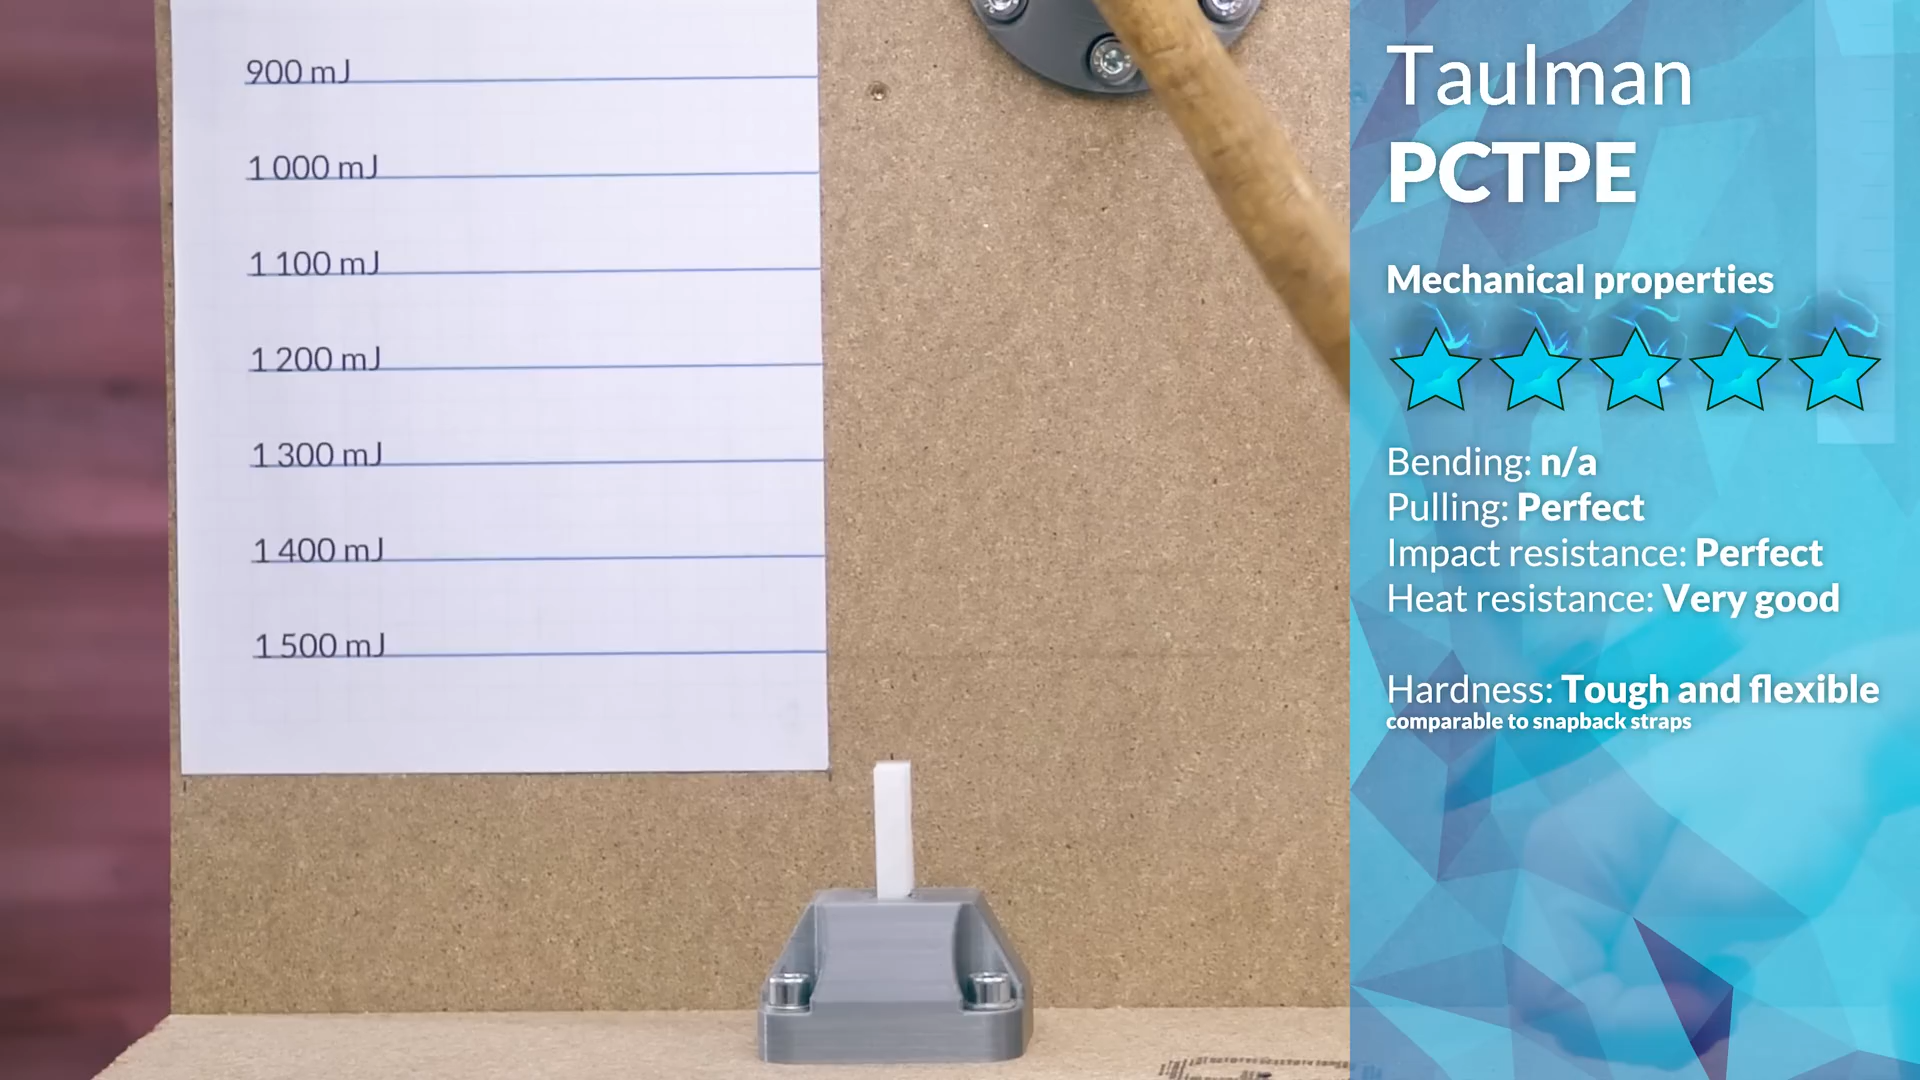 900 mJ
1 000 mJ
1 100 mJ
1 200 mJ
1 300 mJ
1 400 mJ
1 500 mJ
Taulman
PCTPE
Mechanical properties
Bending: n/a
Pulling: Perfect
Impact resistance: Perfect
Heat resistance: Very good
Hardness: Tough and flexible
comparable to snapback straps